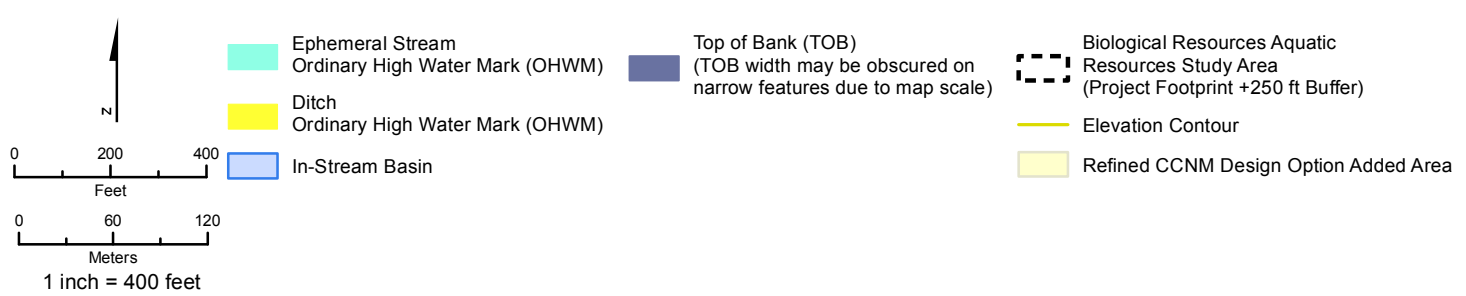 Z
0 200 400
Feet
0 60 120
Meters
1 inch = 400 feet
Ephemeral Stream
Ordinary High Water Mark (OHWM)
Ditch
Ordinary High Water Mark (OHWM)
In-Stream Basin
Top of Bank (TOB)
(TOB width may be obscured on
narrow features due to map scale)
Biological Resources Aquatic
Resources Study Area
(Project Footprint +250 ft Buffer)
Elevation Contour
Refined CCNM Design Option Added Area